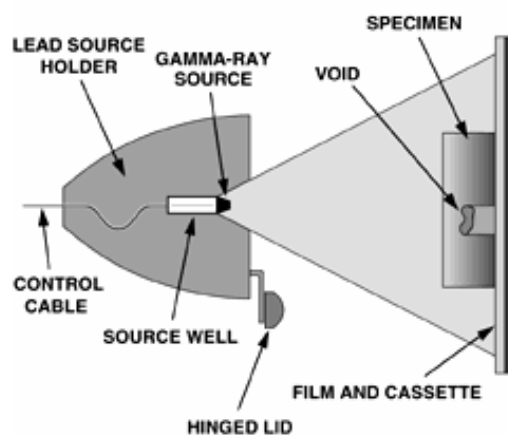 LEAD SOURCE
HOLDER
GAMMA-RAY
SOURCE
SPECIMEN
VOID
CONTROL
CABLE
SOURCE WELL
HINGED LID
FILM AND CASSETTE